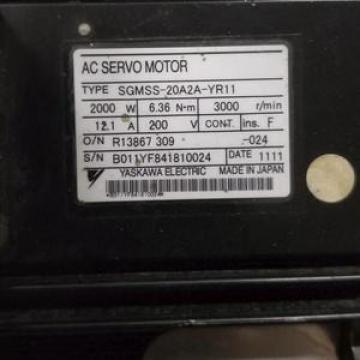 AC SERVO MOTOR
TYPE SGMSS-20A2A-YR11
2000 W 6.36 N-m 3000 r/min
12.1 A 200 V CONT. ins. F
O/N R13867 309 -024
S/N B011YF841810024 DATE 1111
YASKAWA ELECTRIC MADE IN JAPAN